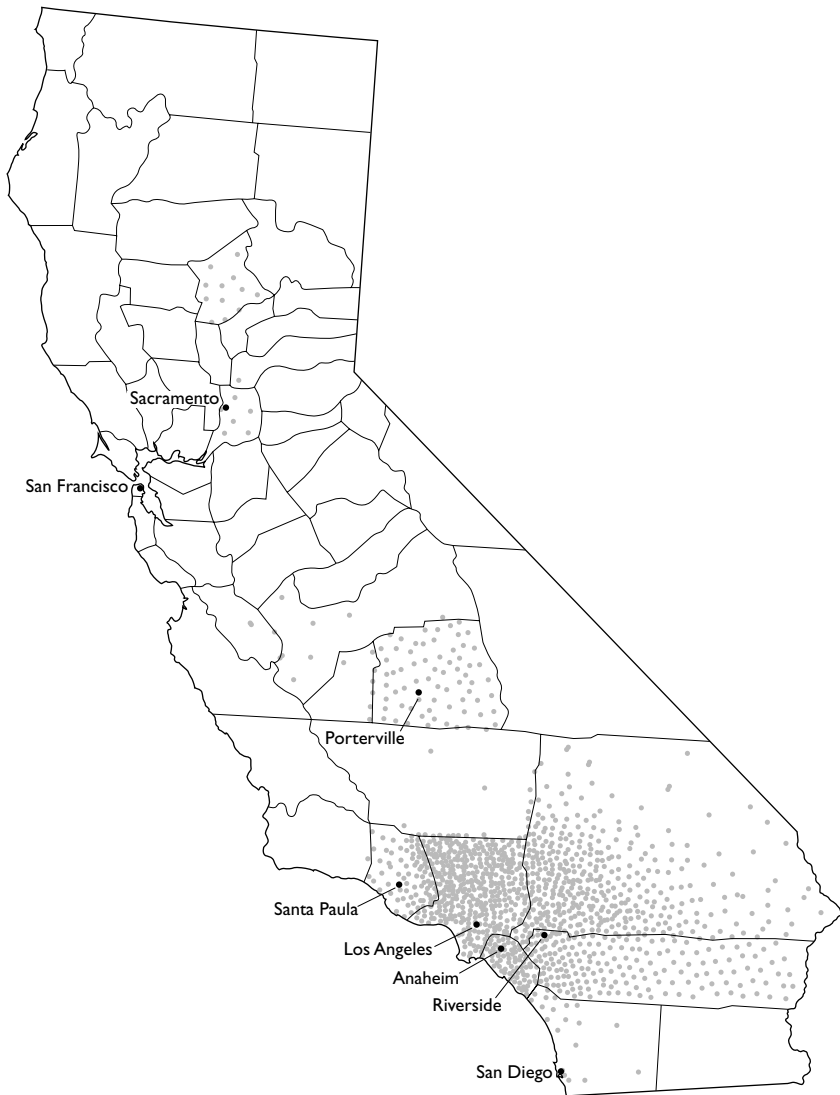 Sacramento
San Francisco
Porterville
Santa Paula
Los Angeles
Anaheim
Riverside
San Diego